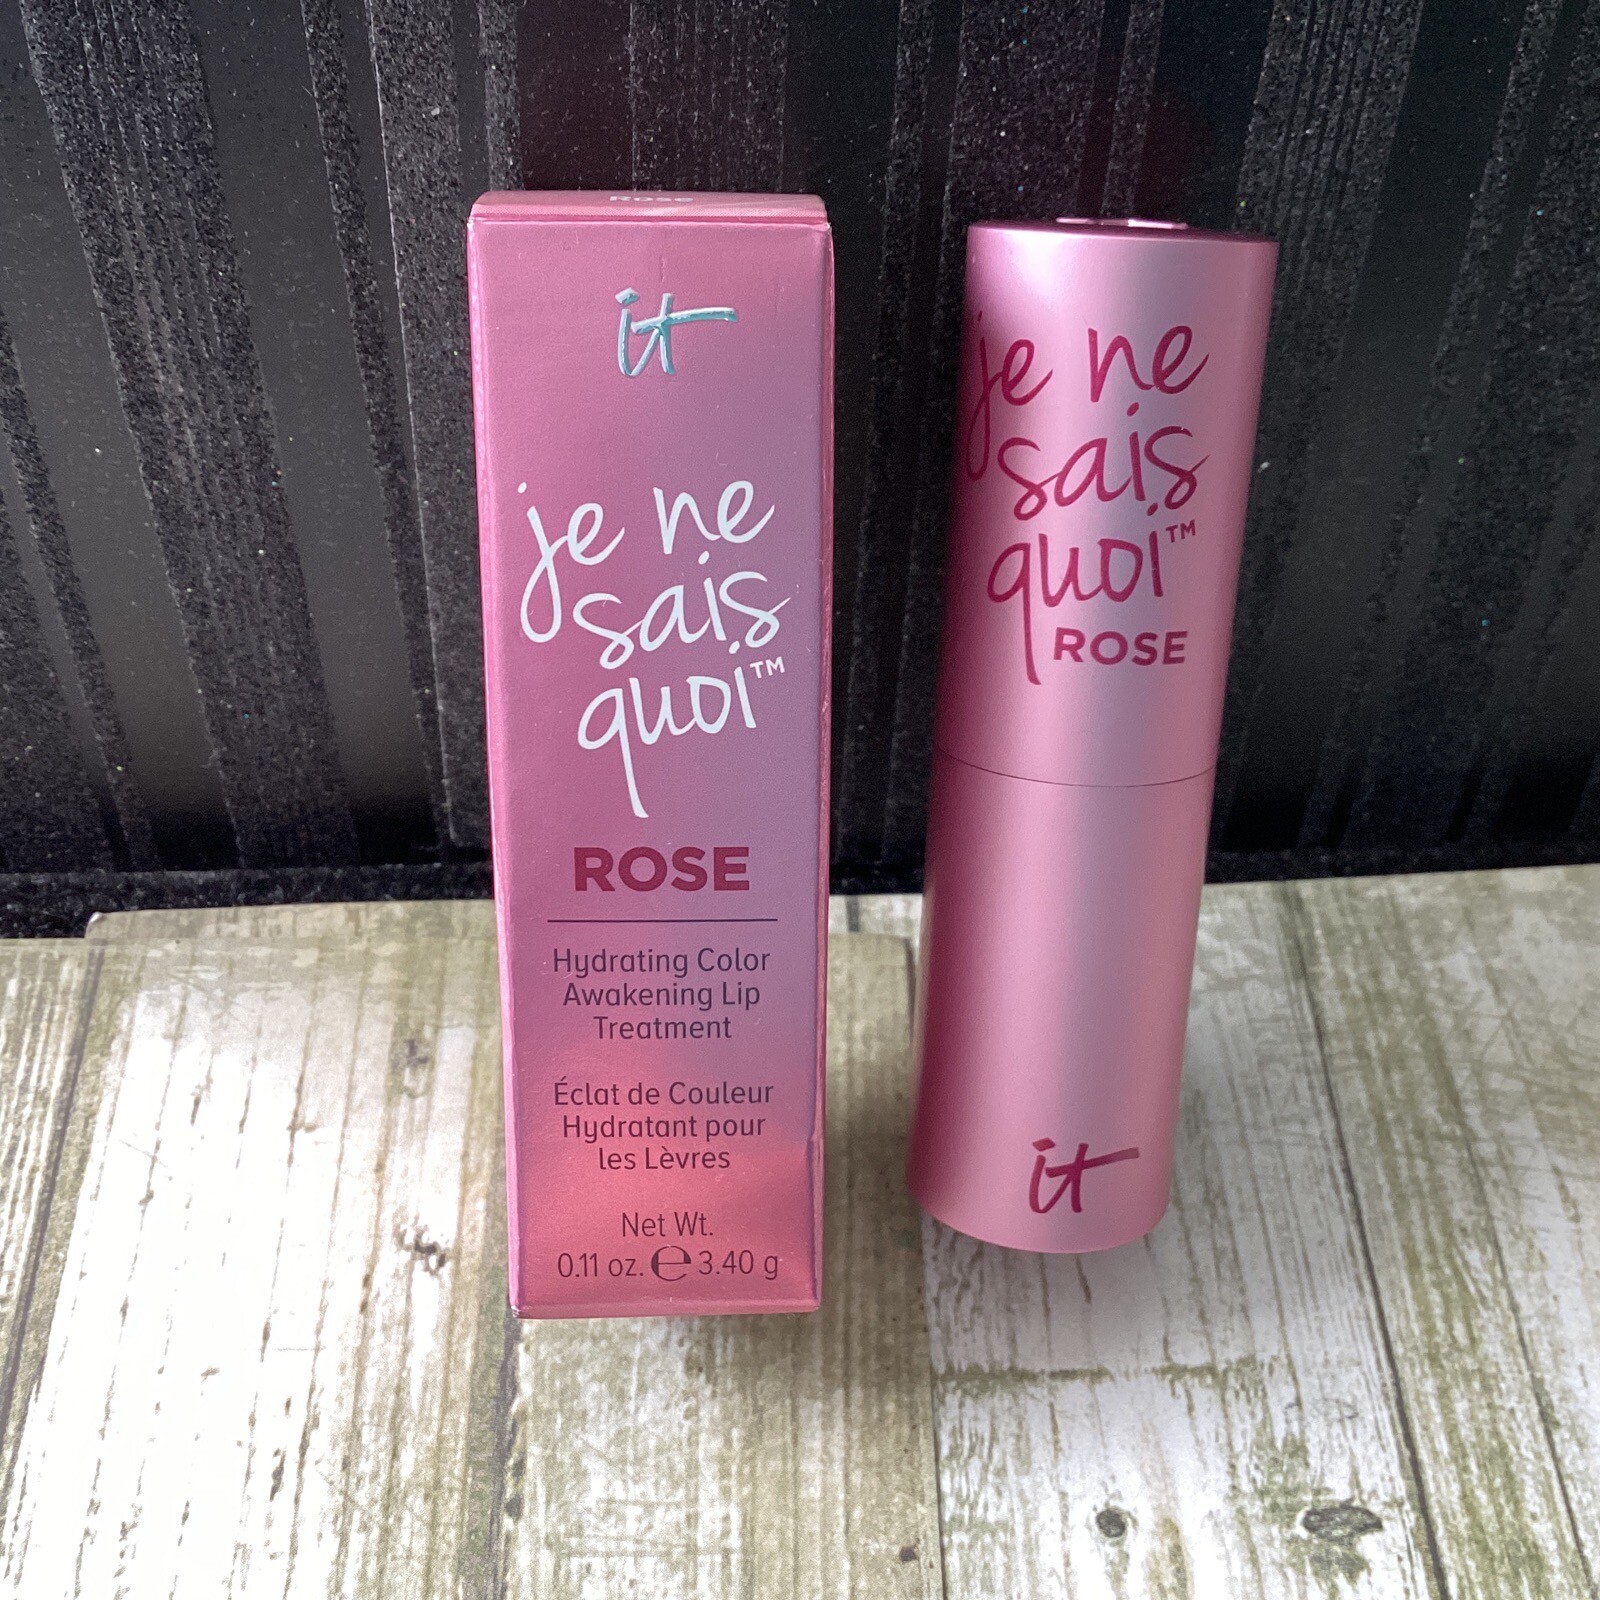 Rose
it
je ne
sais
quoi™
ROSE
Hydrating Color
Awakening Lip
Treatment
Éclat de Couleur
Hydratant pour
les Lèvres
Net Wt.
0.11 oz. ℮ 3.40 g
je ne
sais
quoi™
ROSE
it